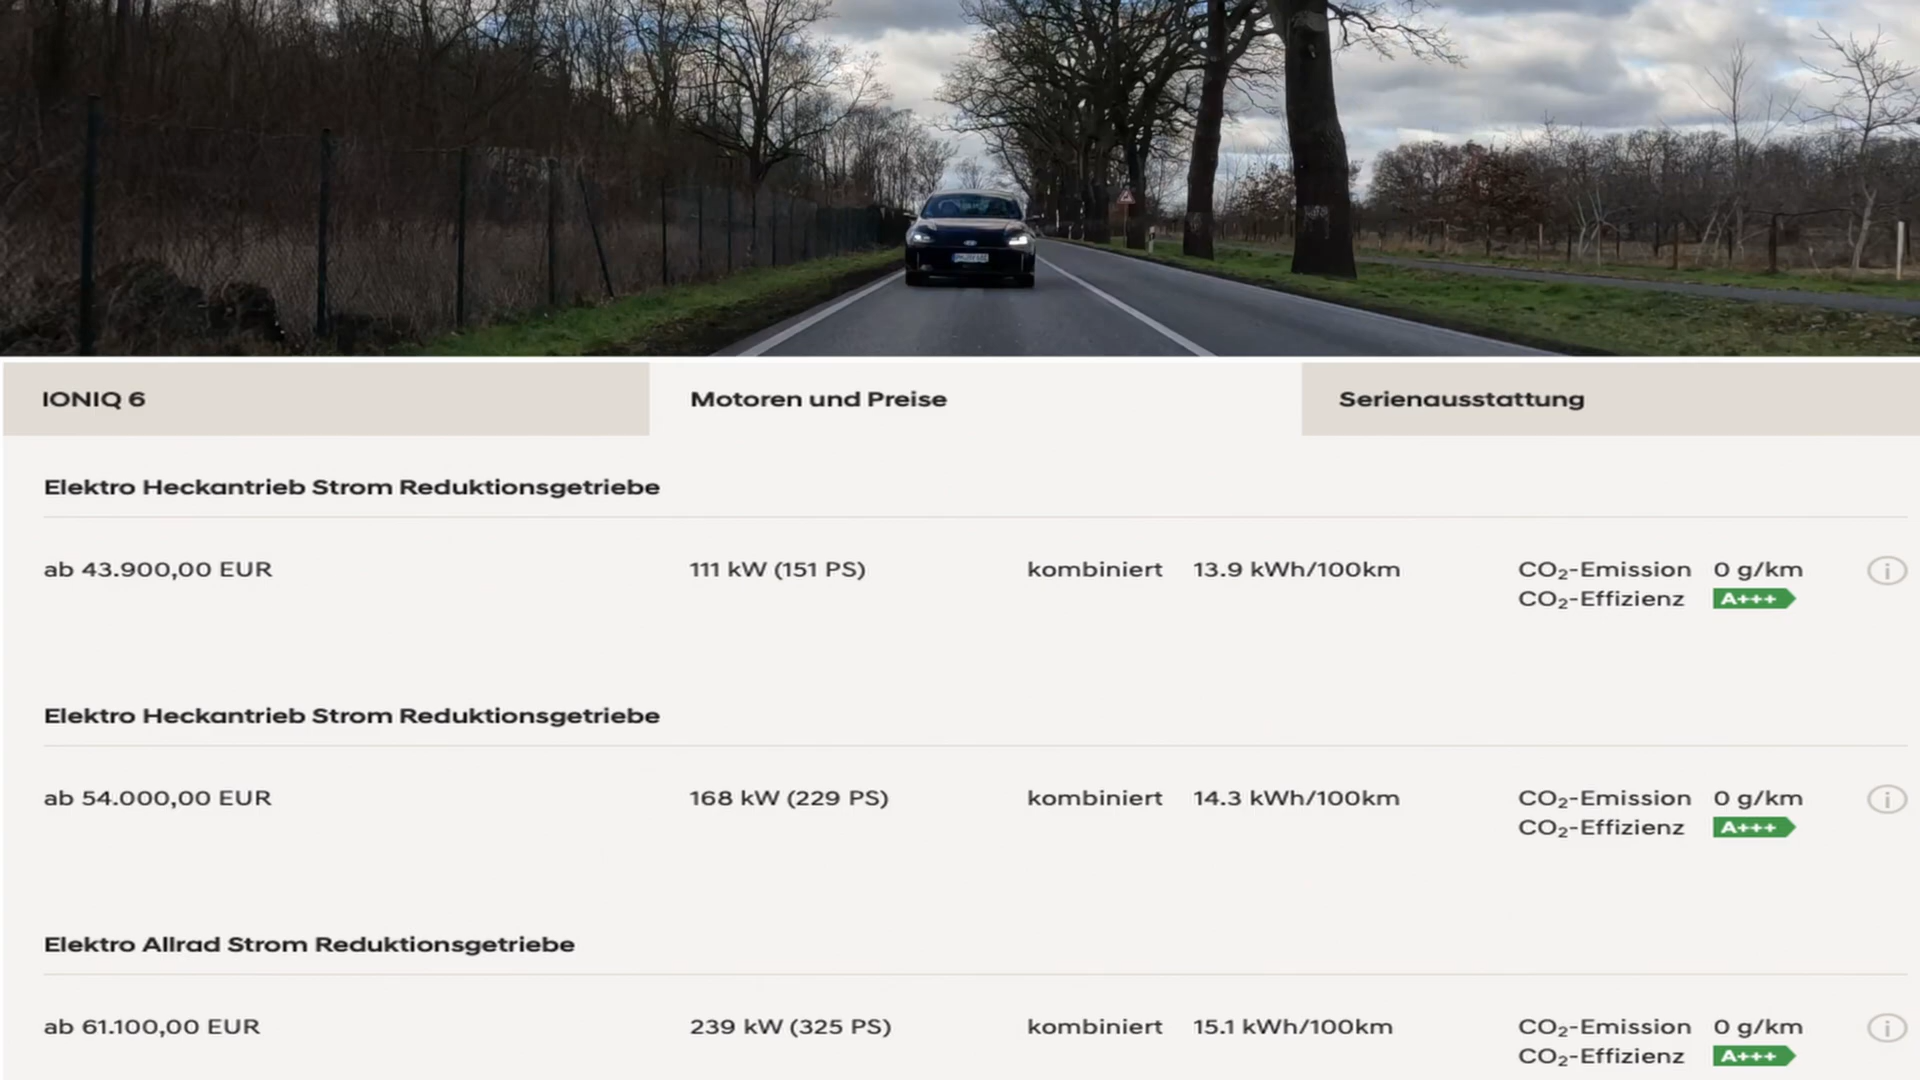 IONIQ 6
Motoren und Preise
Serienausstattung
Elektro Heckantrieb Strom Reduktionsgetriebe
ab 43.900,00 EUR 111 kW (151 PS) kombiniert 13.9 kWh/100km CO₂-Emission 0 g/km
CO₂-Effizienz A+++
Elektro Heckantrieb Strom Reduktionsgetriebe
ab 54.000,00 EUR 168 kW (229 PS) kombiniert 14.3 kWh/100km CO₂-Emission 0 g/km
CO₂-Effizienz A+++
Elektro Allrad Strom Reduktionsgetriebe
ab 61.100,00 EUR 239 kW (325 PS) kombiniert 15.1 kWh/100km CO₂-Emission 0 g/km
CO₂-Effizienz A+++